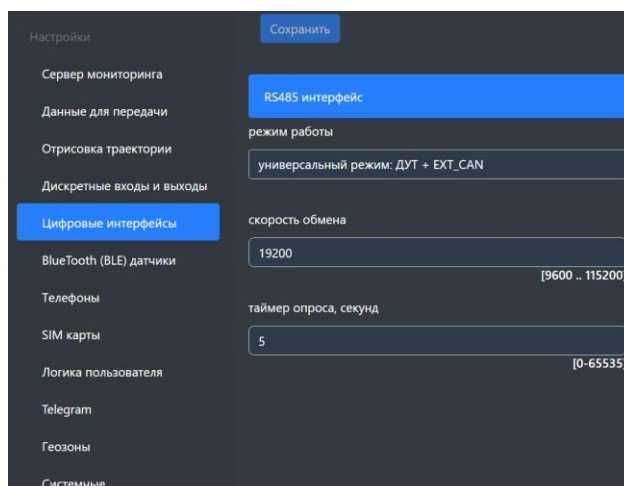 Настройки
Сервер мониторинга
Данные для передачи
Отрисовка траектории
Дискретные входы и выходы
Цифровые интерфейсы
BlueTooth (BLE) датчики
Телефоны
SIM карты
Логика пользователя
Telegram
Геозоны
Системные
Сохранить
RS485 интерфейс
режим работы
универсальный режим: ДУТ + EXT_CAN
скорость обмена
19200
[9600 .. 115200]
таймер опроса, секунд
5
[0-65535]